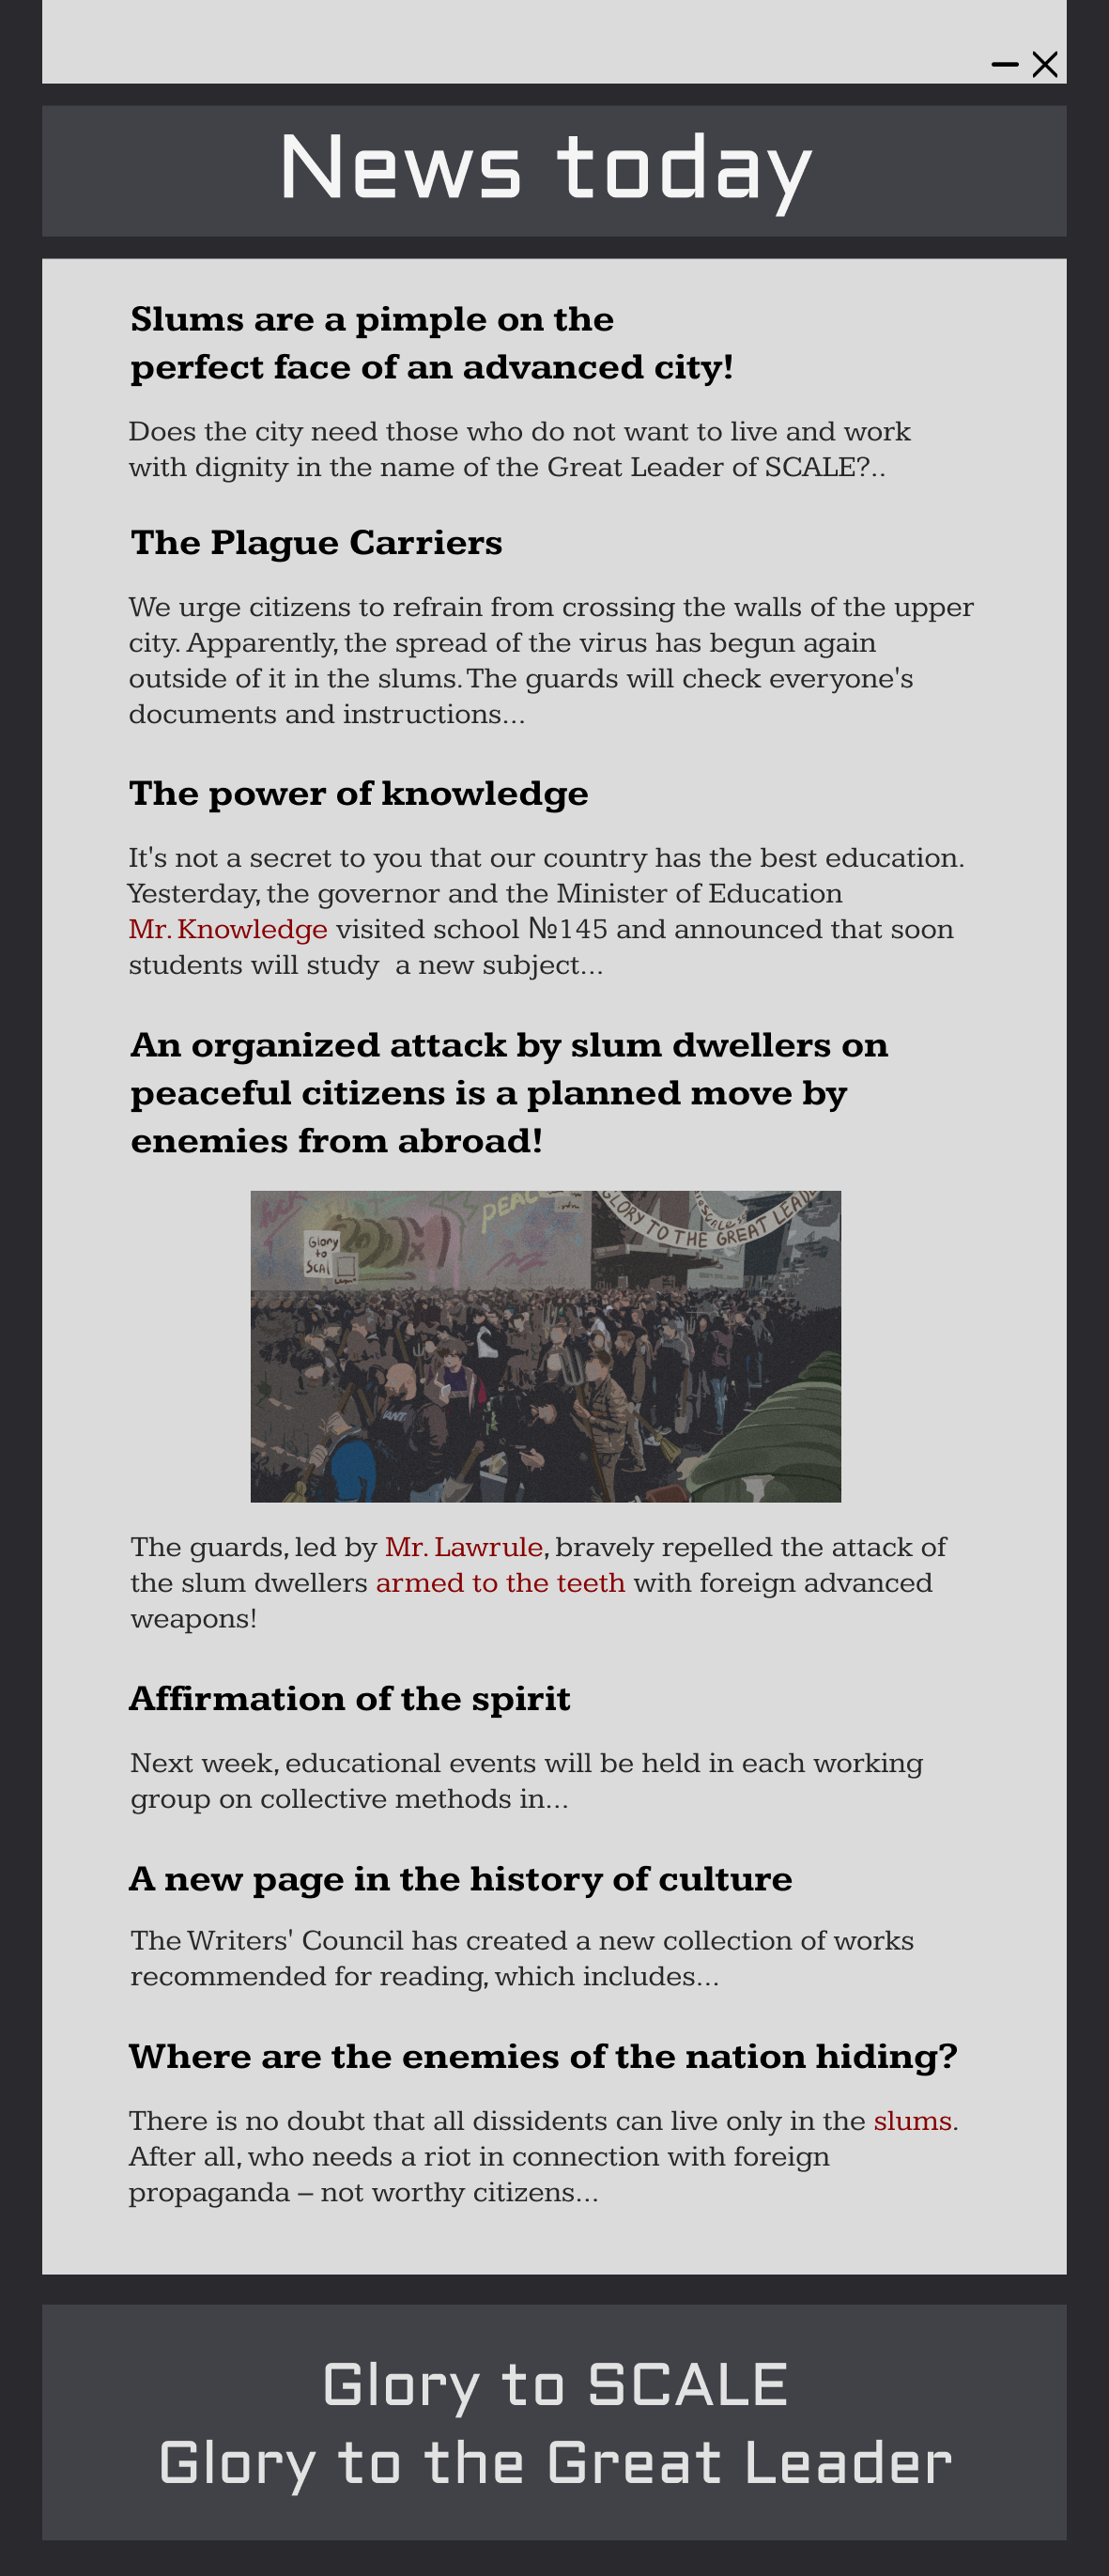 News today
Slums are a pimple on the
perfect face of an advanced city!
Does the city need those who do not want to live and work
with dignity in the name of the Great Leader of SCALE?..
The Plague Carriers
We urge citizens to refrain from crossing the walls of the upper
city. Apparently, the spread of the virus has begun again
outside of it in the slums. The guards will check everyone's
documents and instructions...
The power of knowledge
It's not a secret to you that our country has the best education.
Yesterday, the governor and the Minister of Education
Mr. Knowledge visited school №145 and announced that soon
students will study a new subject...
An organized attack by slum dwellers on
peaceful citizens is a planned move by
enemies from abroad!
PEAC
GLORY TO THE GREAT LEADE
Glory
to
SCAL
The guards, led by Mr. Lawrule, bravely repelled the attack of
the slum dwellers armed to the teeth with foreign advanced
weapons!
Affirmation of the spirit
Next week, educational events will be held in each working
group on collective methods in...
A new page in the history of culture
The Writers' Council has created a new collection of works
recommended for reading, which includes...
Where are the enemies of the nation hiding?
There is no doubt that all dissidents can live only in the slums.
After all, who needs a riot in connection with foreign
propaganda – not worthy citizens...
Glory to SCALE
Glory to the Great Leader